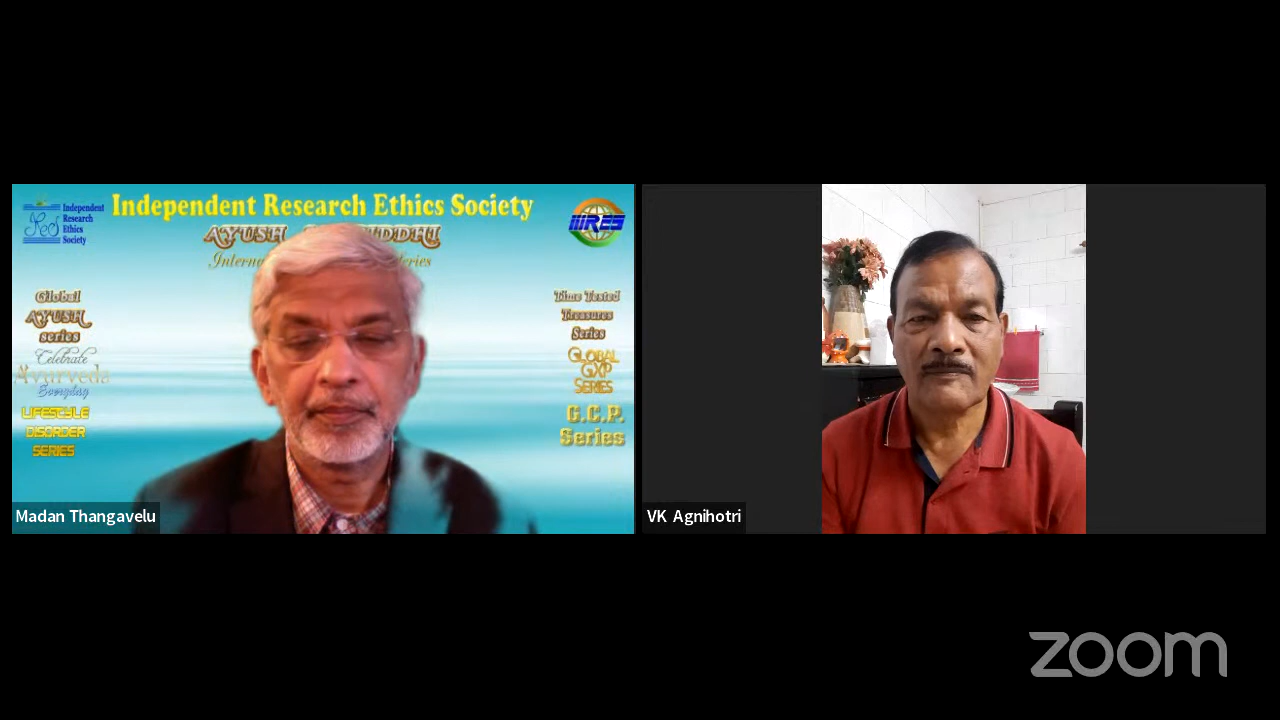 Independent Research Ethics Society
Independent
Research
Ethics
Society
IIIRES
AYUSH
Global
AYUSH
series
Celebrate
Ayurveda
Everyday
LIFESTYLE
DISORDER
SERIES
Time Tested
Treasures
Series
GLOBAL
GXP
SERIES
G.C.P.
Series
Madan Thangavelu
VK Agnihotri
zoom